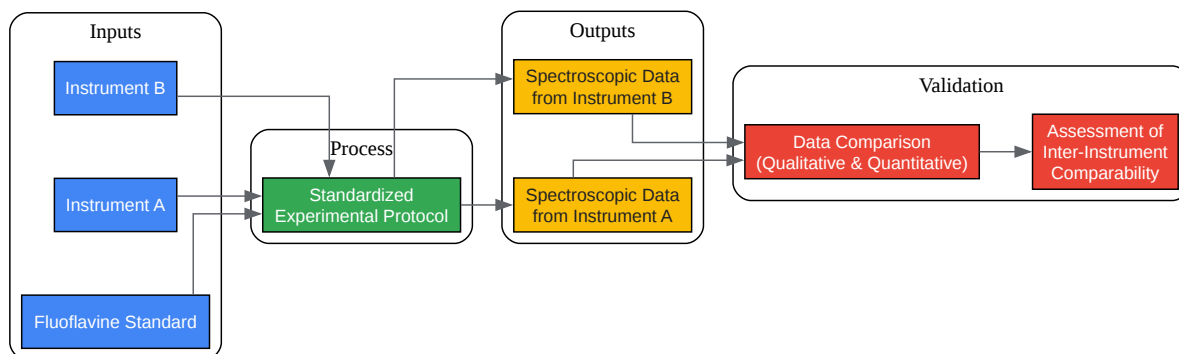 Inputs
Instrument B
Instrument A
Fluoflavine Standard
Process
Standardized
Experimental Protocol
Outputs
Spectroscopic Data
from Instrument B
Spectroscopic Data
from Instrument A
Validation
Data Comparison
(Qualitative & Quantitative)
Assessment of
Inter-Instrument
Comparability